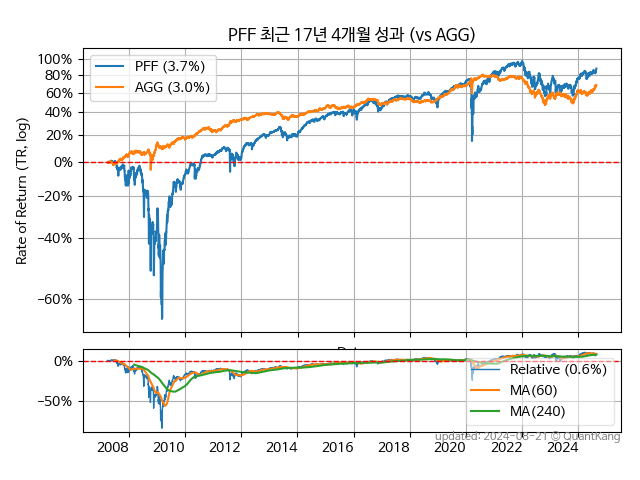 PFF 최근 17년 4개월 성과 (vs AGG)
Rate of Return (TR, log)
100%
80%
60%
40%
20%
0%
−20%
−40%
−60%
PFF (3.7%)
AGG (3.0%)
0%
−50%
Relative (0.6%)
MA(60)
MA(240)
2008 2010 2012 2014 2016 2018 2020 2022 2024
updated: 2024-08-21 © QuantKang